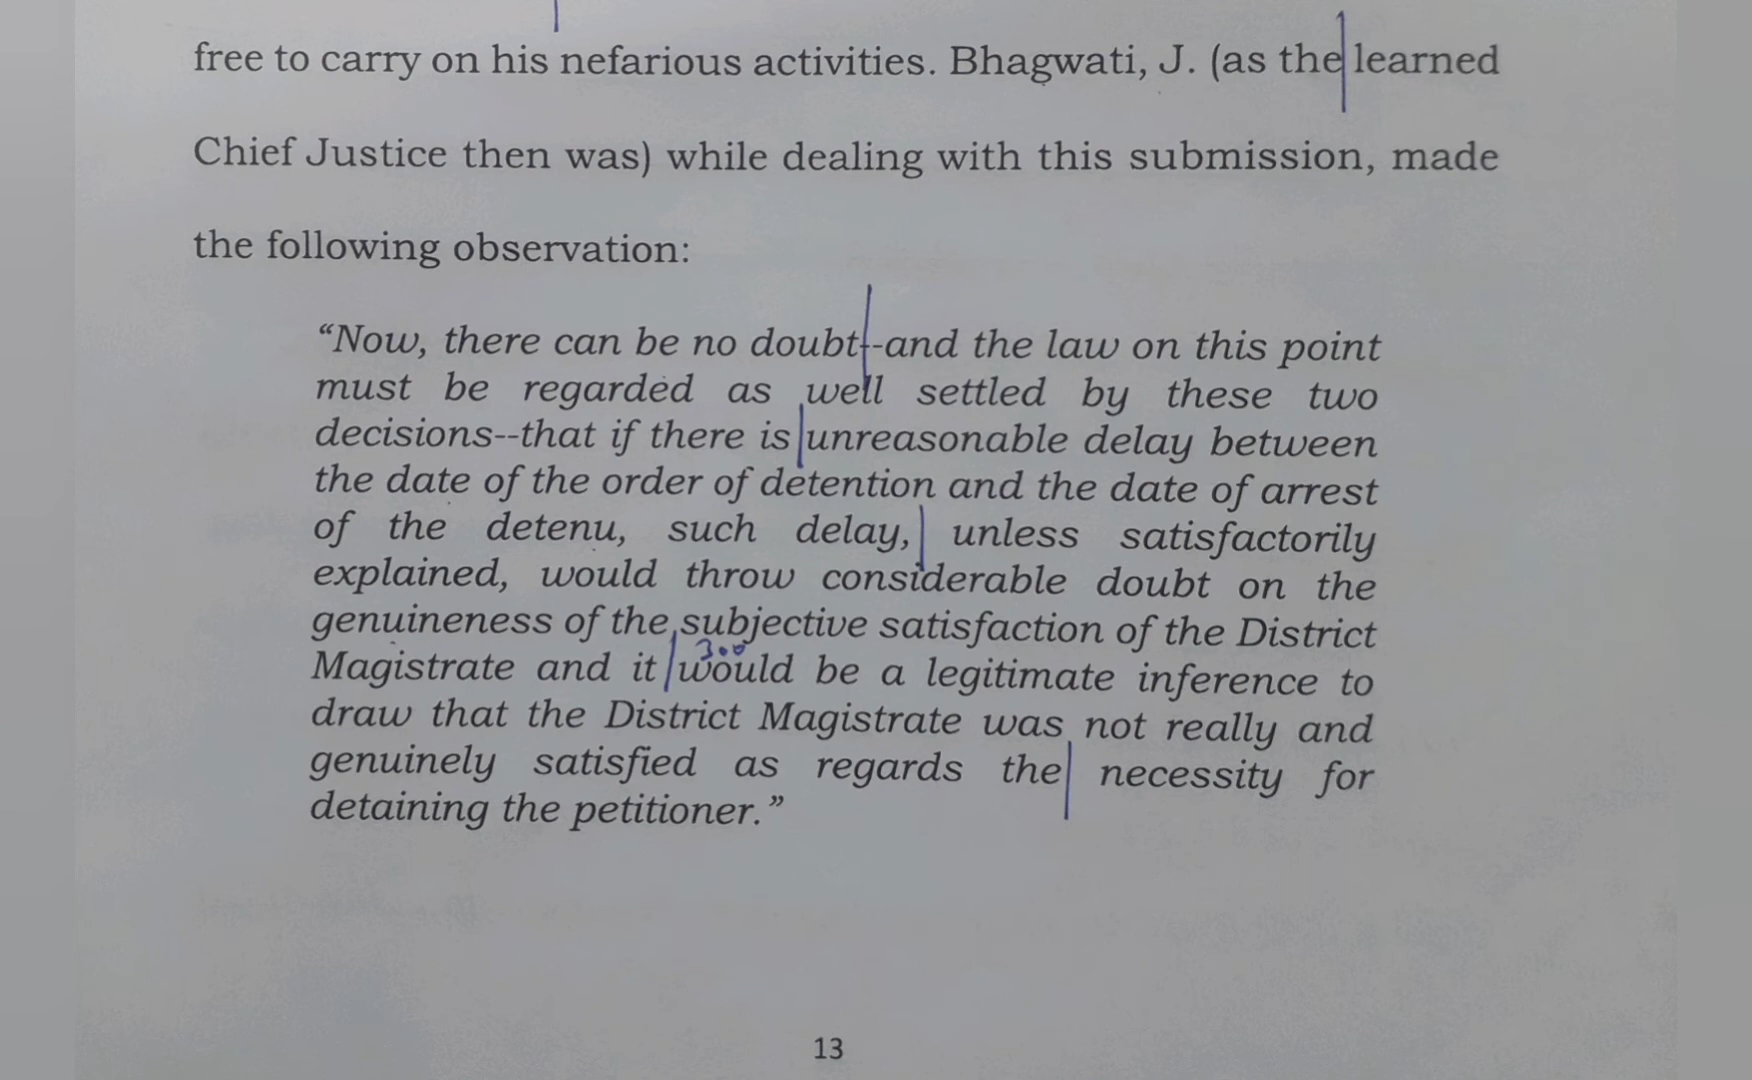 free to carry on his nefarious activities. Bhagwati, J. (as the learned
Chief Justice then was) while dealing with this submission, made
the following observation:
“Now, there can be no doubt--and the law on this point
must be regarded as well settled by these two
decisions--that if there is unreasonable delay between
the date of the order of detention and the date of arrest
of the detenu, such delay, unless satisfactorily
explained, would throw considerable doubt on the
genuineness of the subjective satisfaction of the District
300
Magistrate and it would be a legitimate inference to
draw that the District Magistrate was not really and
genuinely satisfied as regards the necessity for
detaining the petitioner.”
13